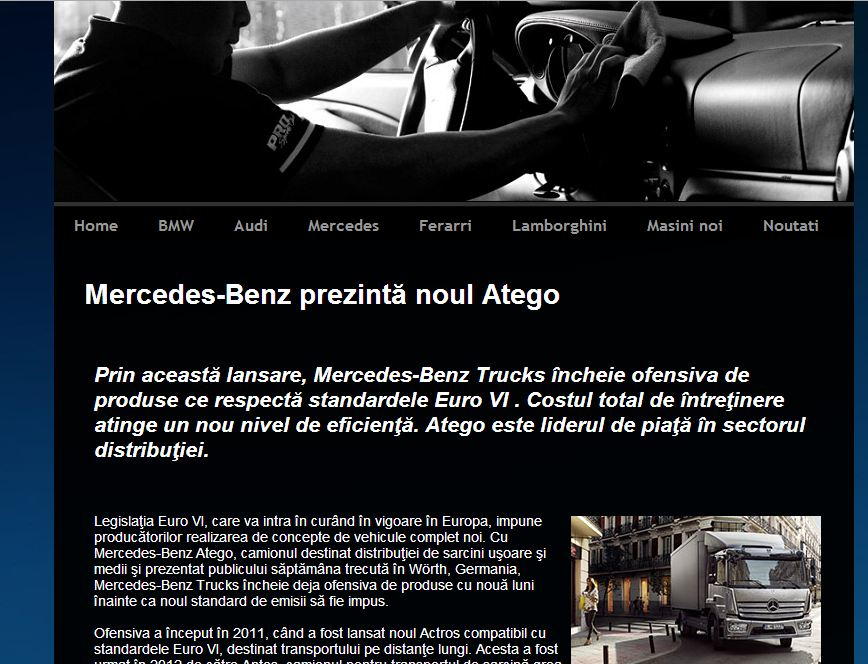 PRO
Home BMW Audi Mercedes Ferarri Lamborghini Masini noi Noutati
Mercedes-Benz prezintă noul Atego
Prin această lansare, Mercedes-Benz Trucks încheie ofensiva de
produse ce respectă standardele Euro VI . Costul total de întreţinere
atinge un nou nivel de eficienţă. Atego este liderul de piaţă în sectorul
distribuţiei.
Legislaţia Euro VI, care va intra în curând în vigoare în Europa, impune
producătorilor realizarea de concepte de vehicule complet noi. Cu
Mercedes-Benz Atego, camionul destinat distribuţiei de sarcini uşoare şi
medii şi prezentat publicului săptămâna trecută în Wörth, Germania,
Mercedes-Benz Trucks încheie deja ofensiva de produse cu nouă luni
înainte ca noul standard de emisii să fie impus.
Ofensiva a început în 2011, când a fost lansat noul Actros compatibil cu
standardele Euro VI, destinat transportului pe distanţe lungi. Acesta a fost
urmat în 2012 de către Antos, camionul pentru transportul de sarcină grea